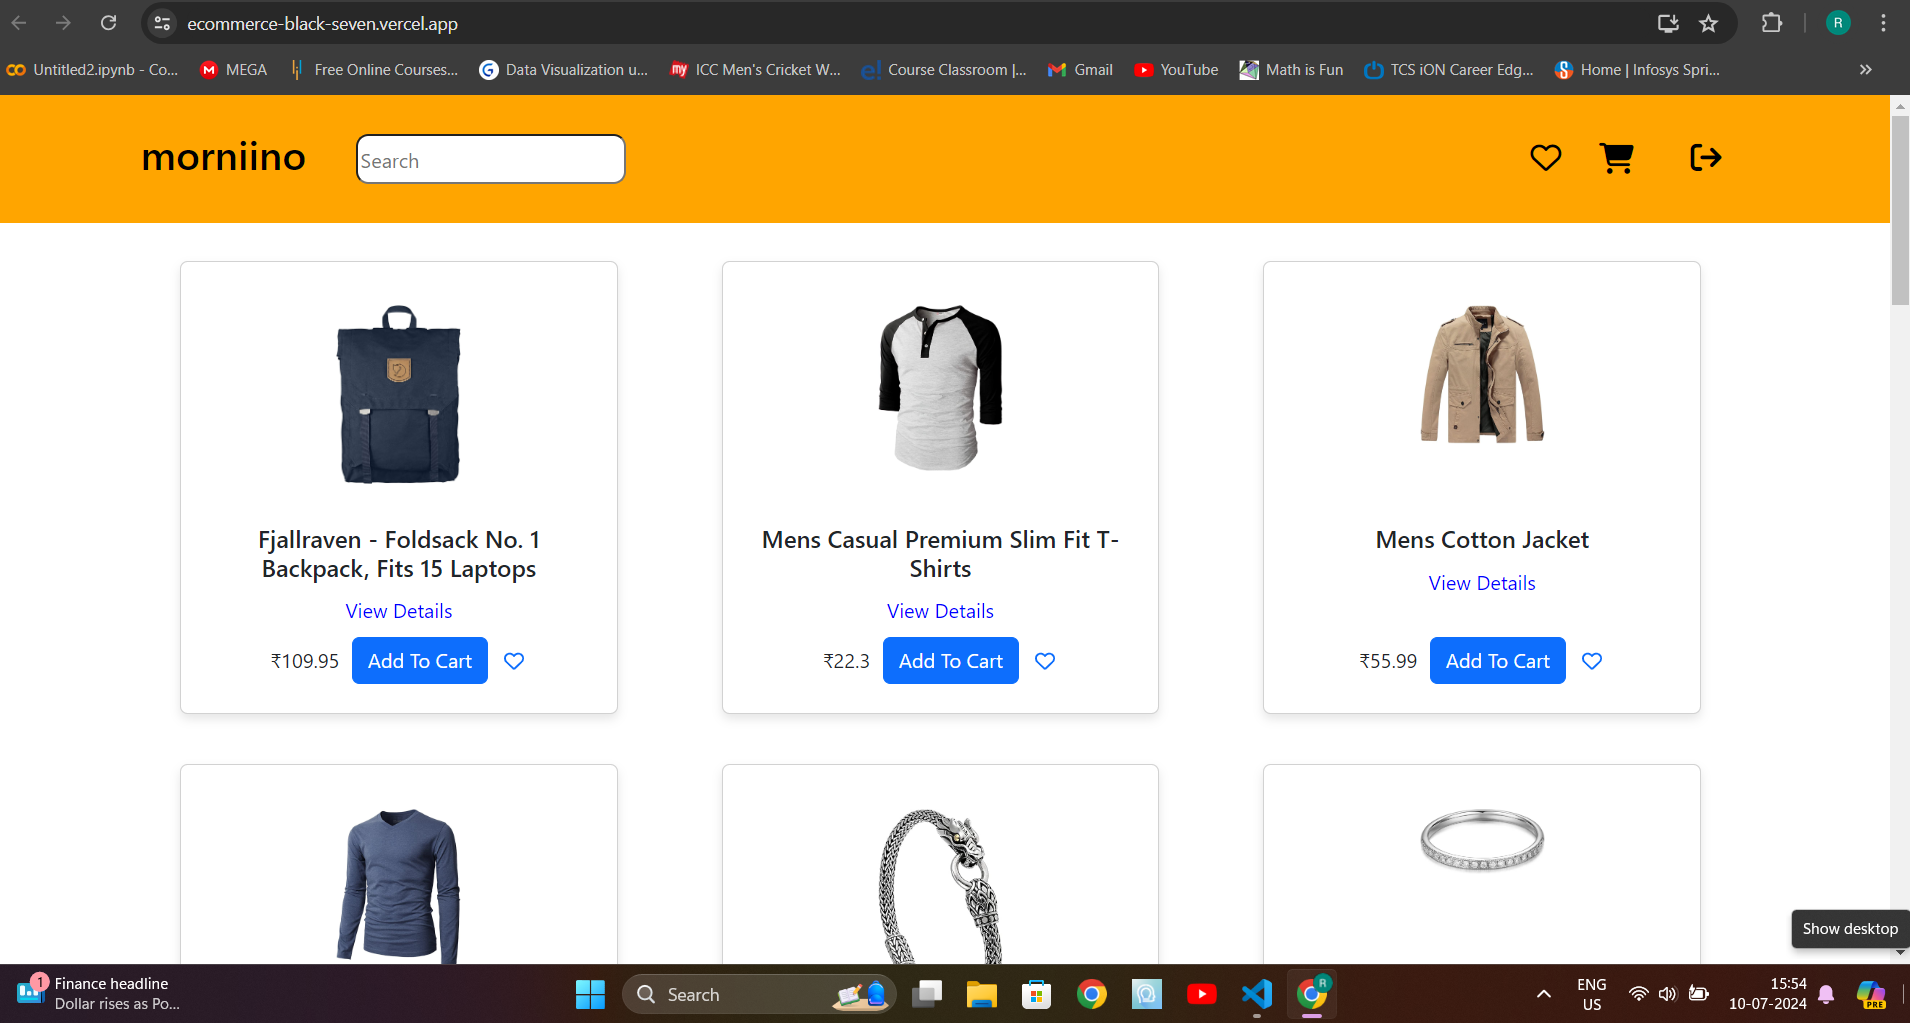 ecommerce-black-seven.vercel.app
R
Untitled2.ipynb - Co...
MEGA
Free Online Courses...
Data Visualization u...
my ICC Men's Cricket W...
Course Classroom |...
Gmail
YouTube
Math is Fun
TCS iON Career Edg...
Home | Infosys Spri...
morniino
Search
Fjallraven - Foldsack No. 1
Backpack, Fits 15 Laptops
View Details
₹109.95 Add To Cart
Mens Casual Premium Slim Fit T-
Shirts
View Details
₹22.3 Add To Cart
Mens Cotton Jacket
View Details
₹55.99 Add To Cart
Show desktop
1
Finance headline
Dollar rises as Po...
Search
R
ENG
US
15:54
10-07-2024
PRE